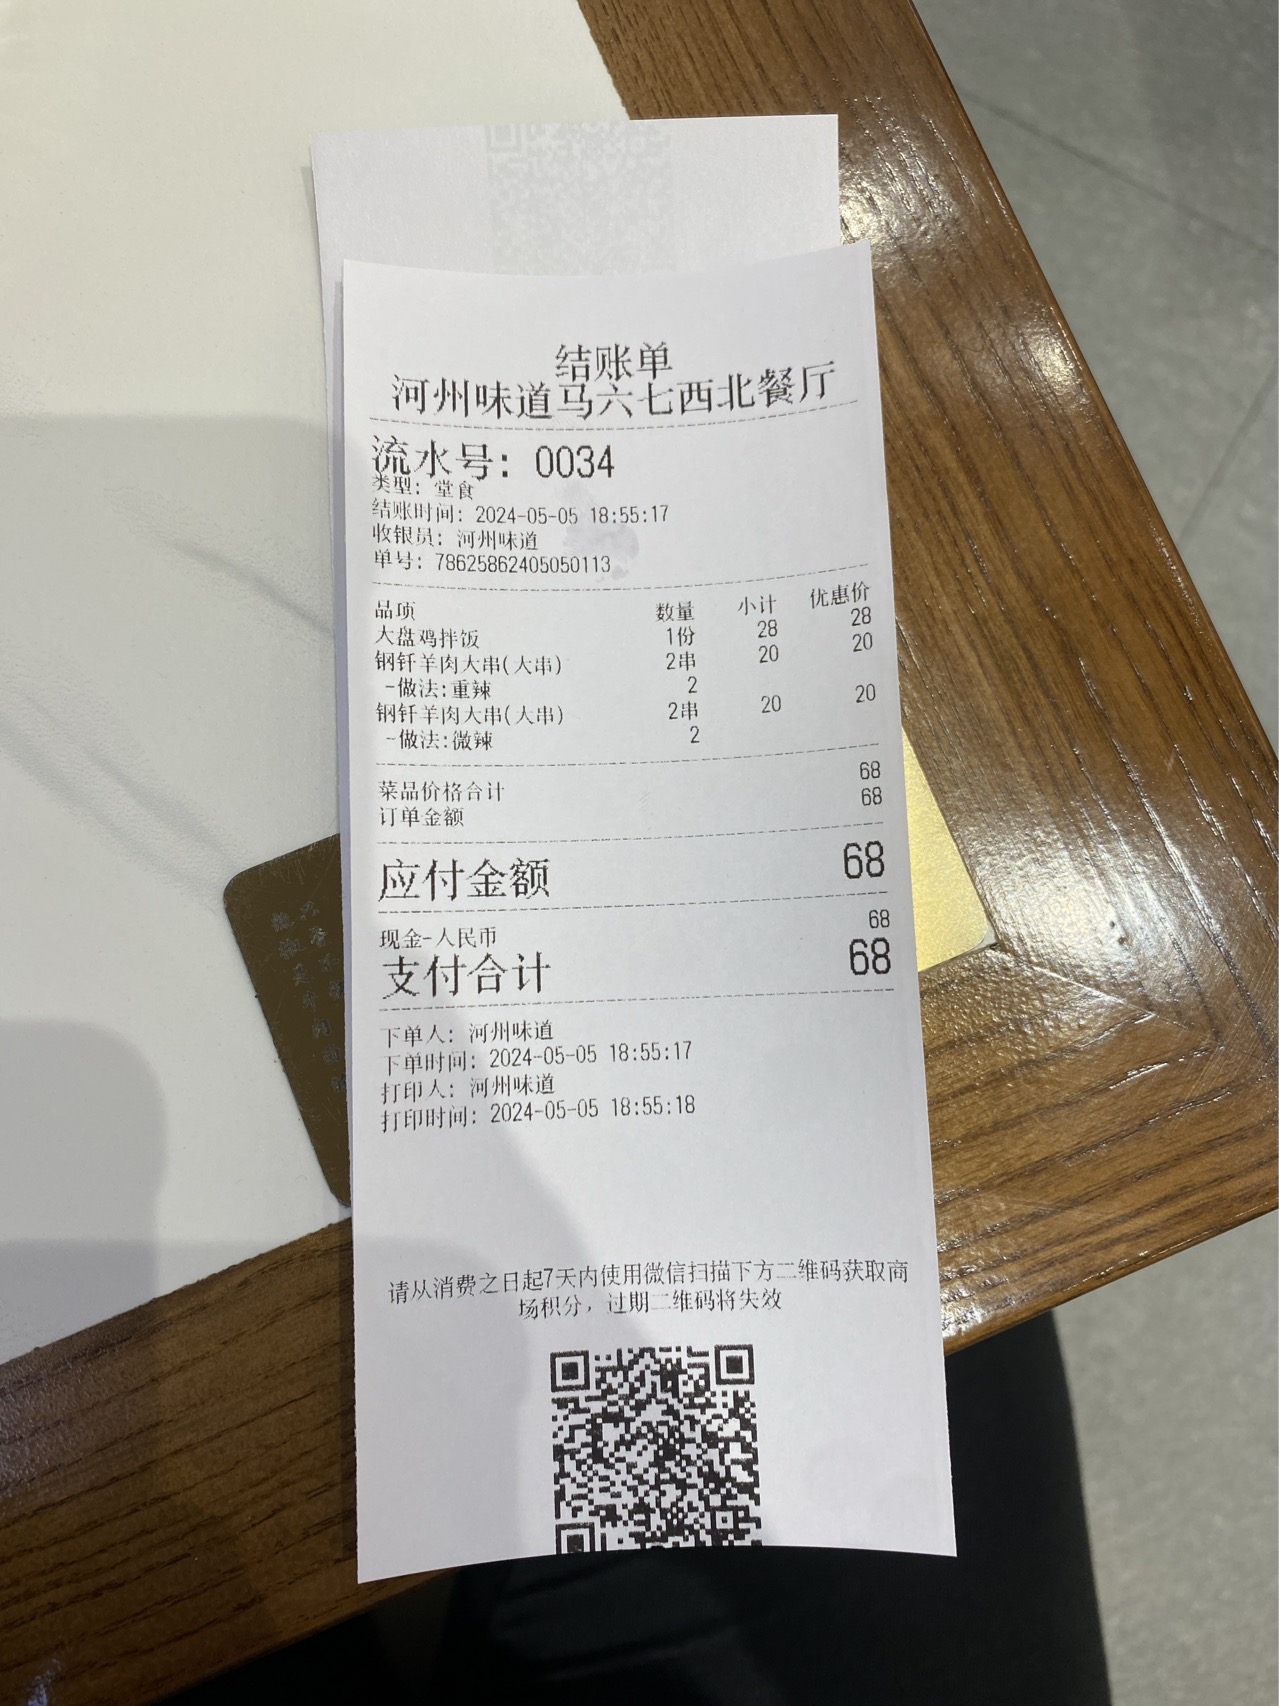 结账单
河州味道马六七西北餐厅
流水号：0034
类型：堂食
结账时间：2024-05-05 18:55:17
收银员：河州味道
单号：78625862405050113
品项 数量 小计 优惠价
大盘鸡拌饭 1份 28 28
钢钎羊肉大串(大串) 2串 20 20
-做法:重辣 2
钢钎羊肉大串(大串) 2串 20 20
-做法:微辣 2
菜品价格合计 68
订单金额 68
应付金额 68
现金-人民币 68
支付合计 68
下单人：河州味道
下单时间：2024-05-05 18:55:17
打印人：河州味道
打印时间：2024-05-05 18:55:18
请从消费之日起7天内使用微信扫描下方二维码获取商
场积分，过期二维码将失效